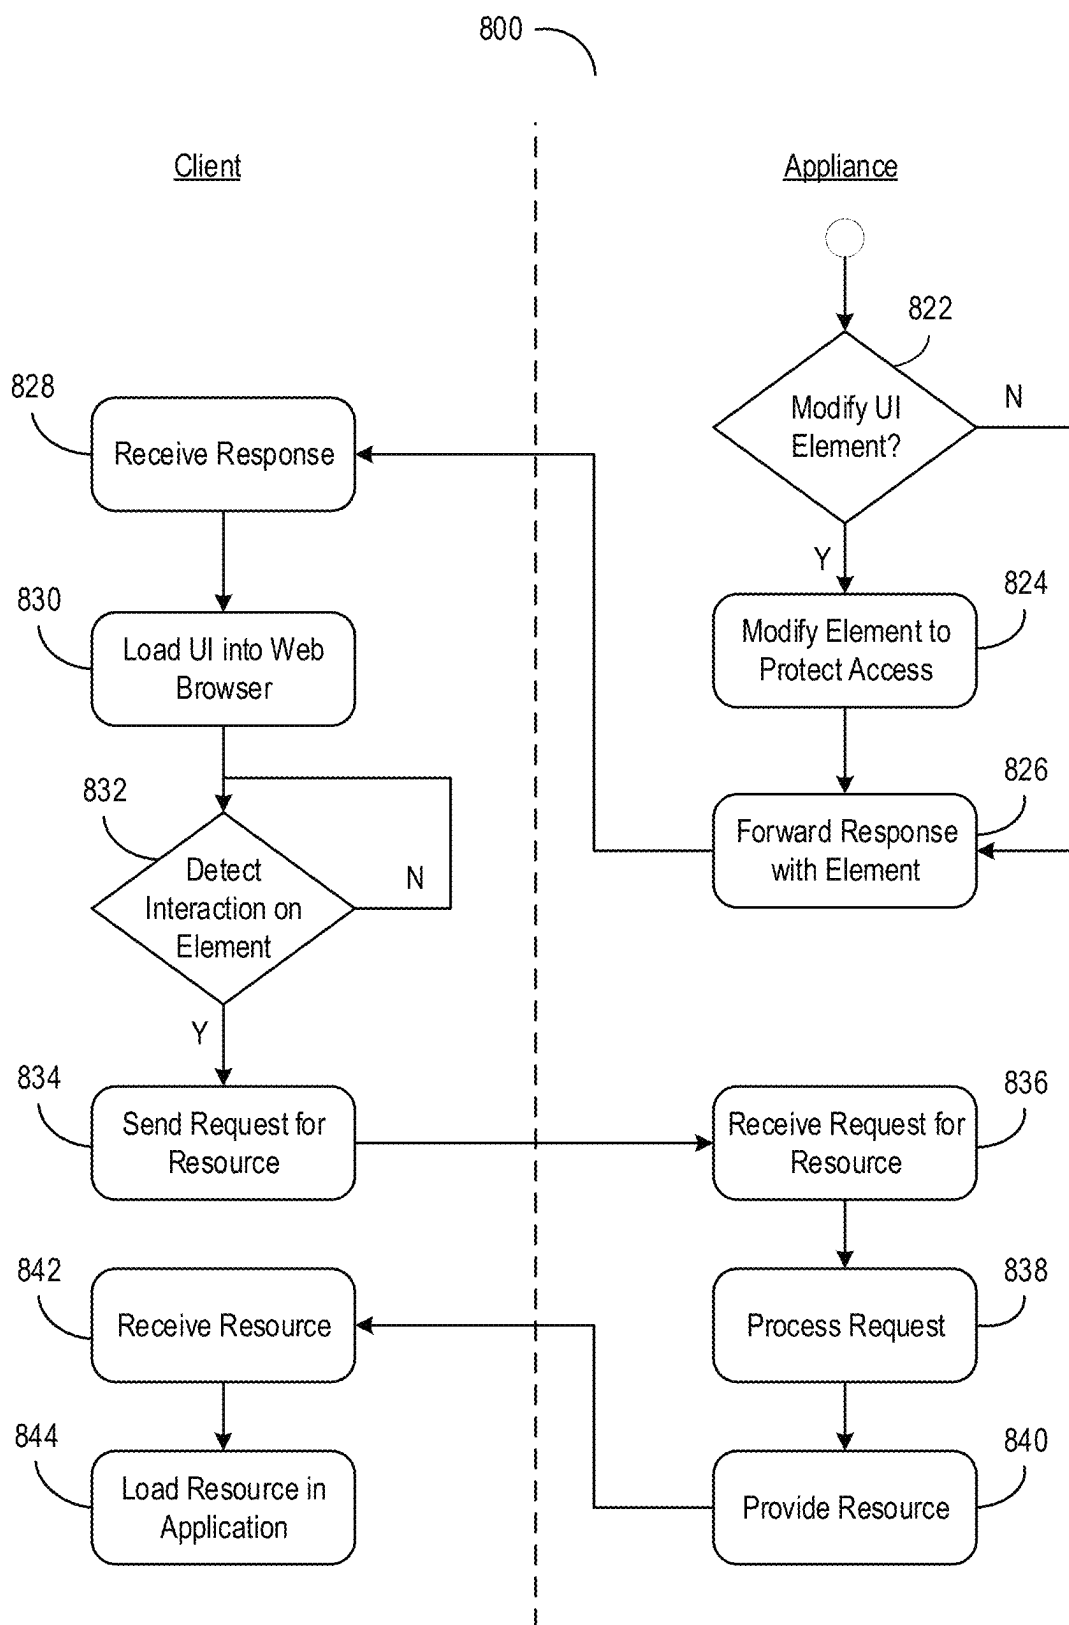 800
Client
Appliance
822
Modify UI
Element?
N
Y
828
Receive Response
824
Modify Element to
Protect Access
830
Load UI into Web
Browser
826
Forward Response
with Element
832
Detect
Interaction on
Element
N
Y
834
Send Request for
Resource
836
Receive Request for
Resource
842
Receive Resource
838
Process Request
844
Load Resource in
Application
840
Provide Resource